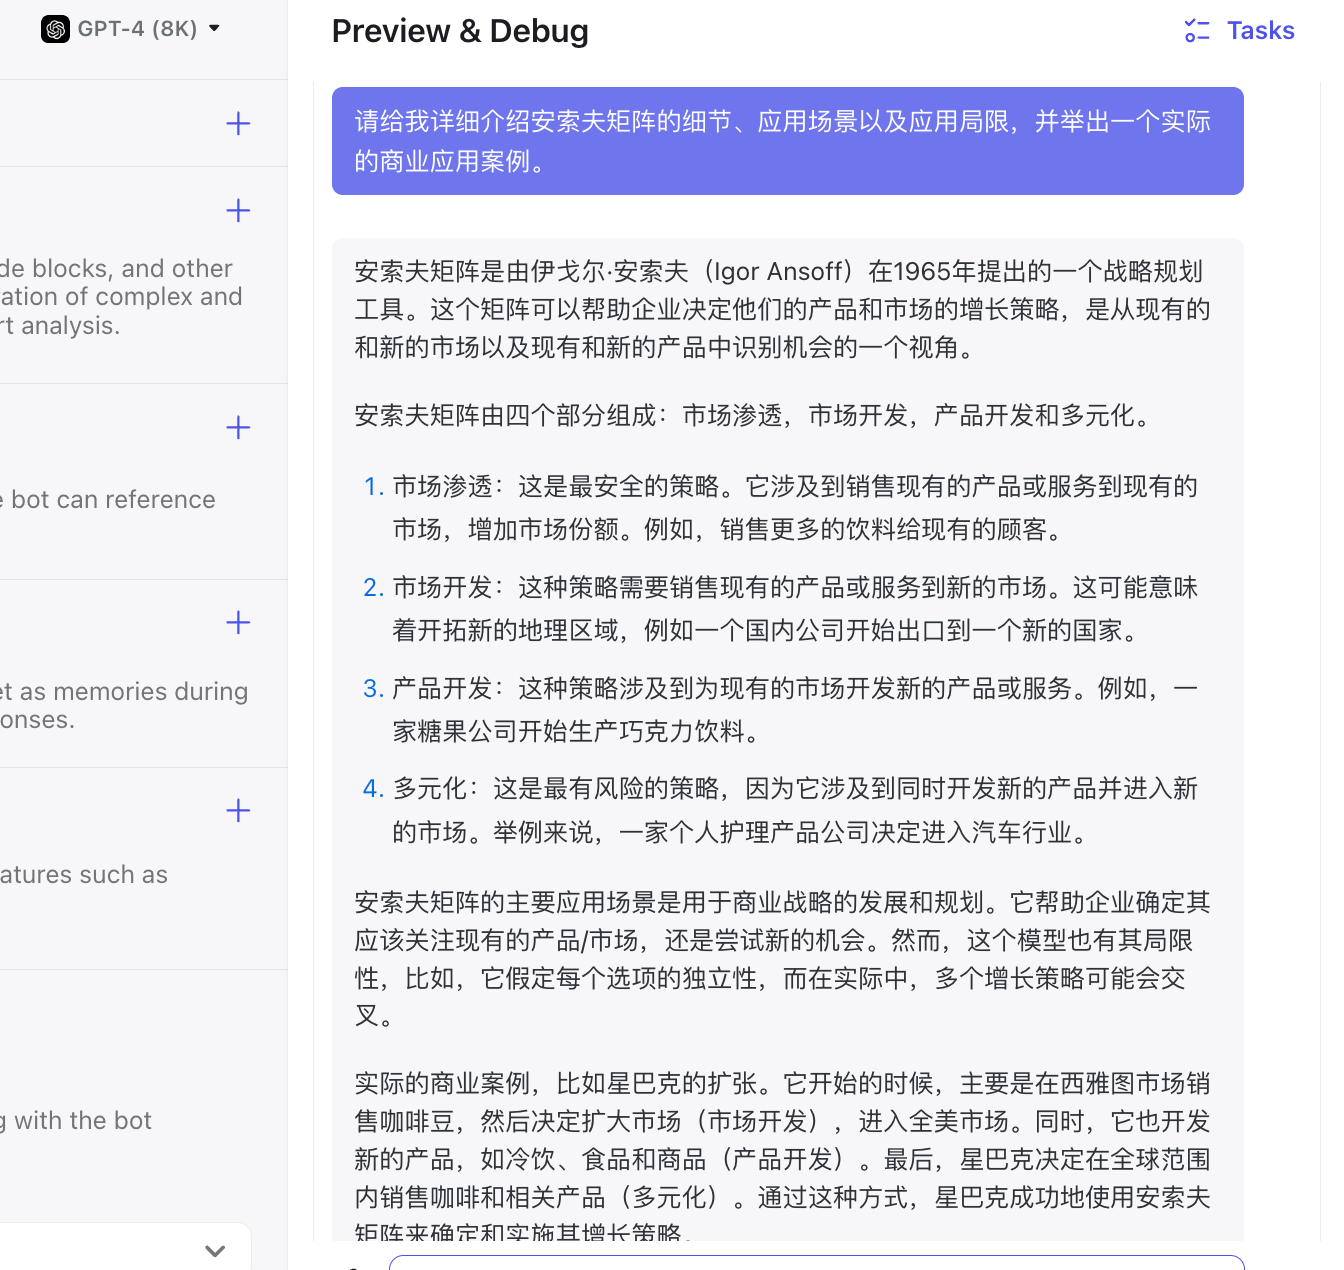 GPT-4 (8K)
Preview & Debug
Tasks
de blocks, and other
ration of complex and
rt analysis.
e bot can reference
et as memories during
onses.
atures such as
g with the bot
请给我详细介绍安索夫矩阵的细节、应用场景以及应用局限，并举出一个实际
的商业应用案例。
安索夫矩阵是由伊戈尔·安索夫（Igor Ansoff）在1965年提出的一个战略规划
工具。这个矩阵可以帮助企业决定他们的产品和市场的增长策略，是从现有的
和新的市场以及现有和新的产品中识别机会的一个视角。
安索夫矩阵由四个部分组成：市场渗透，市场开发，产品开发和多元化。
1. 市场渗透：这是最安全的策略。它涉及到销售现有的产品或服务到现有的
市场，增加市场份额。例如，销售更多的饮料给现有的顾客。
2. 市场开发：这种策略需要销售现有的产品或服务到新的市场。这可能意味
着开拓新的地理区域，例如一个国内公司开始出口到一个新的国家。
3. 产品开发：这种策略涉及到为现有的市场开发新的产品或服务。例如，一
家糖果公司开始生产巧克力饮料。
4. 多元化：这是最有风险的策略，因为它涉及到同时开发新的产品并进入新
的市场。举例来说，一家个人护理产品公司决定进入汽车行业。
安索夫矩阵的主要应用场景是用于商业战略的发展和规划。它帮助企业确定其
应该关注现有的产品/市场，还是尝试新的机会。然而，这个模型也有其局限
性，比如，它假定每个选项的独立性，而在实际中，多个增长策略可能会交
叉。
实际的商业案例，比如星巴克的扩张。它开始的时候，主要是在西雅图市场销
售咖啡豆，然后决定扩大市场（市场开发），进入全美市场。同时，它也开发
新的产品，如冷饮、食品和商品（产品开发）。最后，星巴克决定在全球范围
内销售咖啡和相关产品（多元化）。通过这种方式，星巴克成功地使用安索夫
矩阵来确定和实施其增长策略。